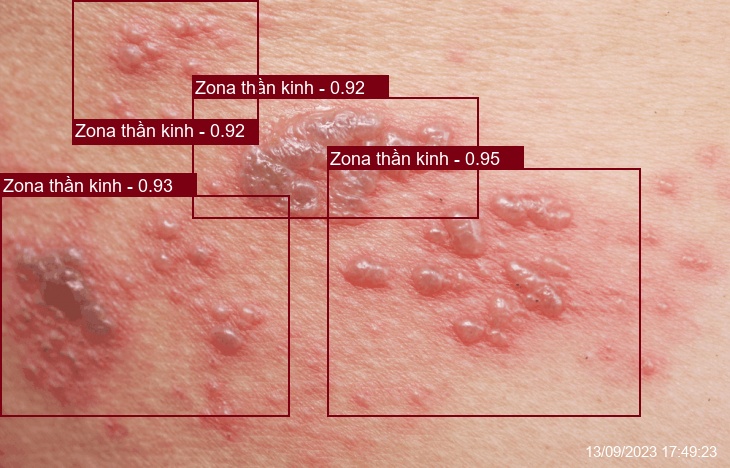 Zona thần kinh - 0.92
Zona thần kinh - 0.92
Zona thần kinh - 0.95
Zona thần kinh - 0.93
13/09/2023 17:49:23